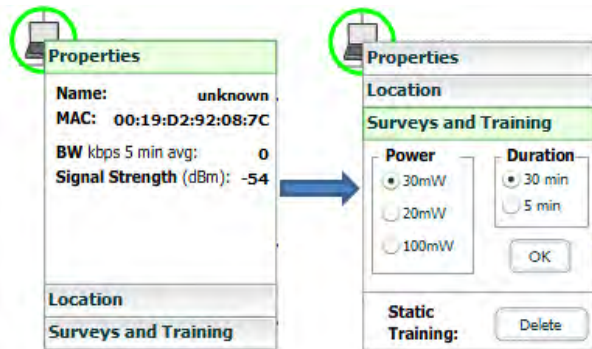 Properties
Name: unknown
MAC: 00:19:D2:92:08:7C
BW kbps 5 min avg: 0
Signal Strength (dBm): -54
Location
Surveys and Training
Properties
Location
Surveys and Training
Power
30mW
20mW
100mW
Duration
30 min
5 min
OK
Static
Training:
Delete